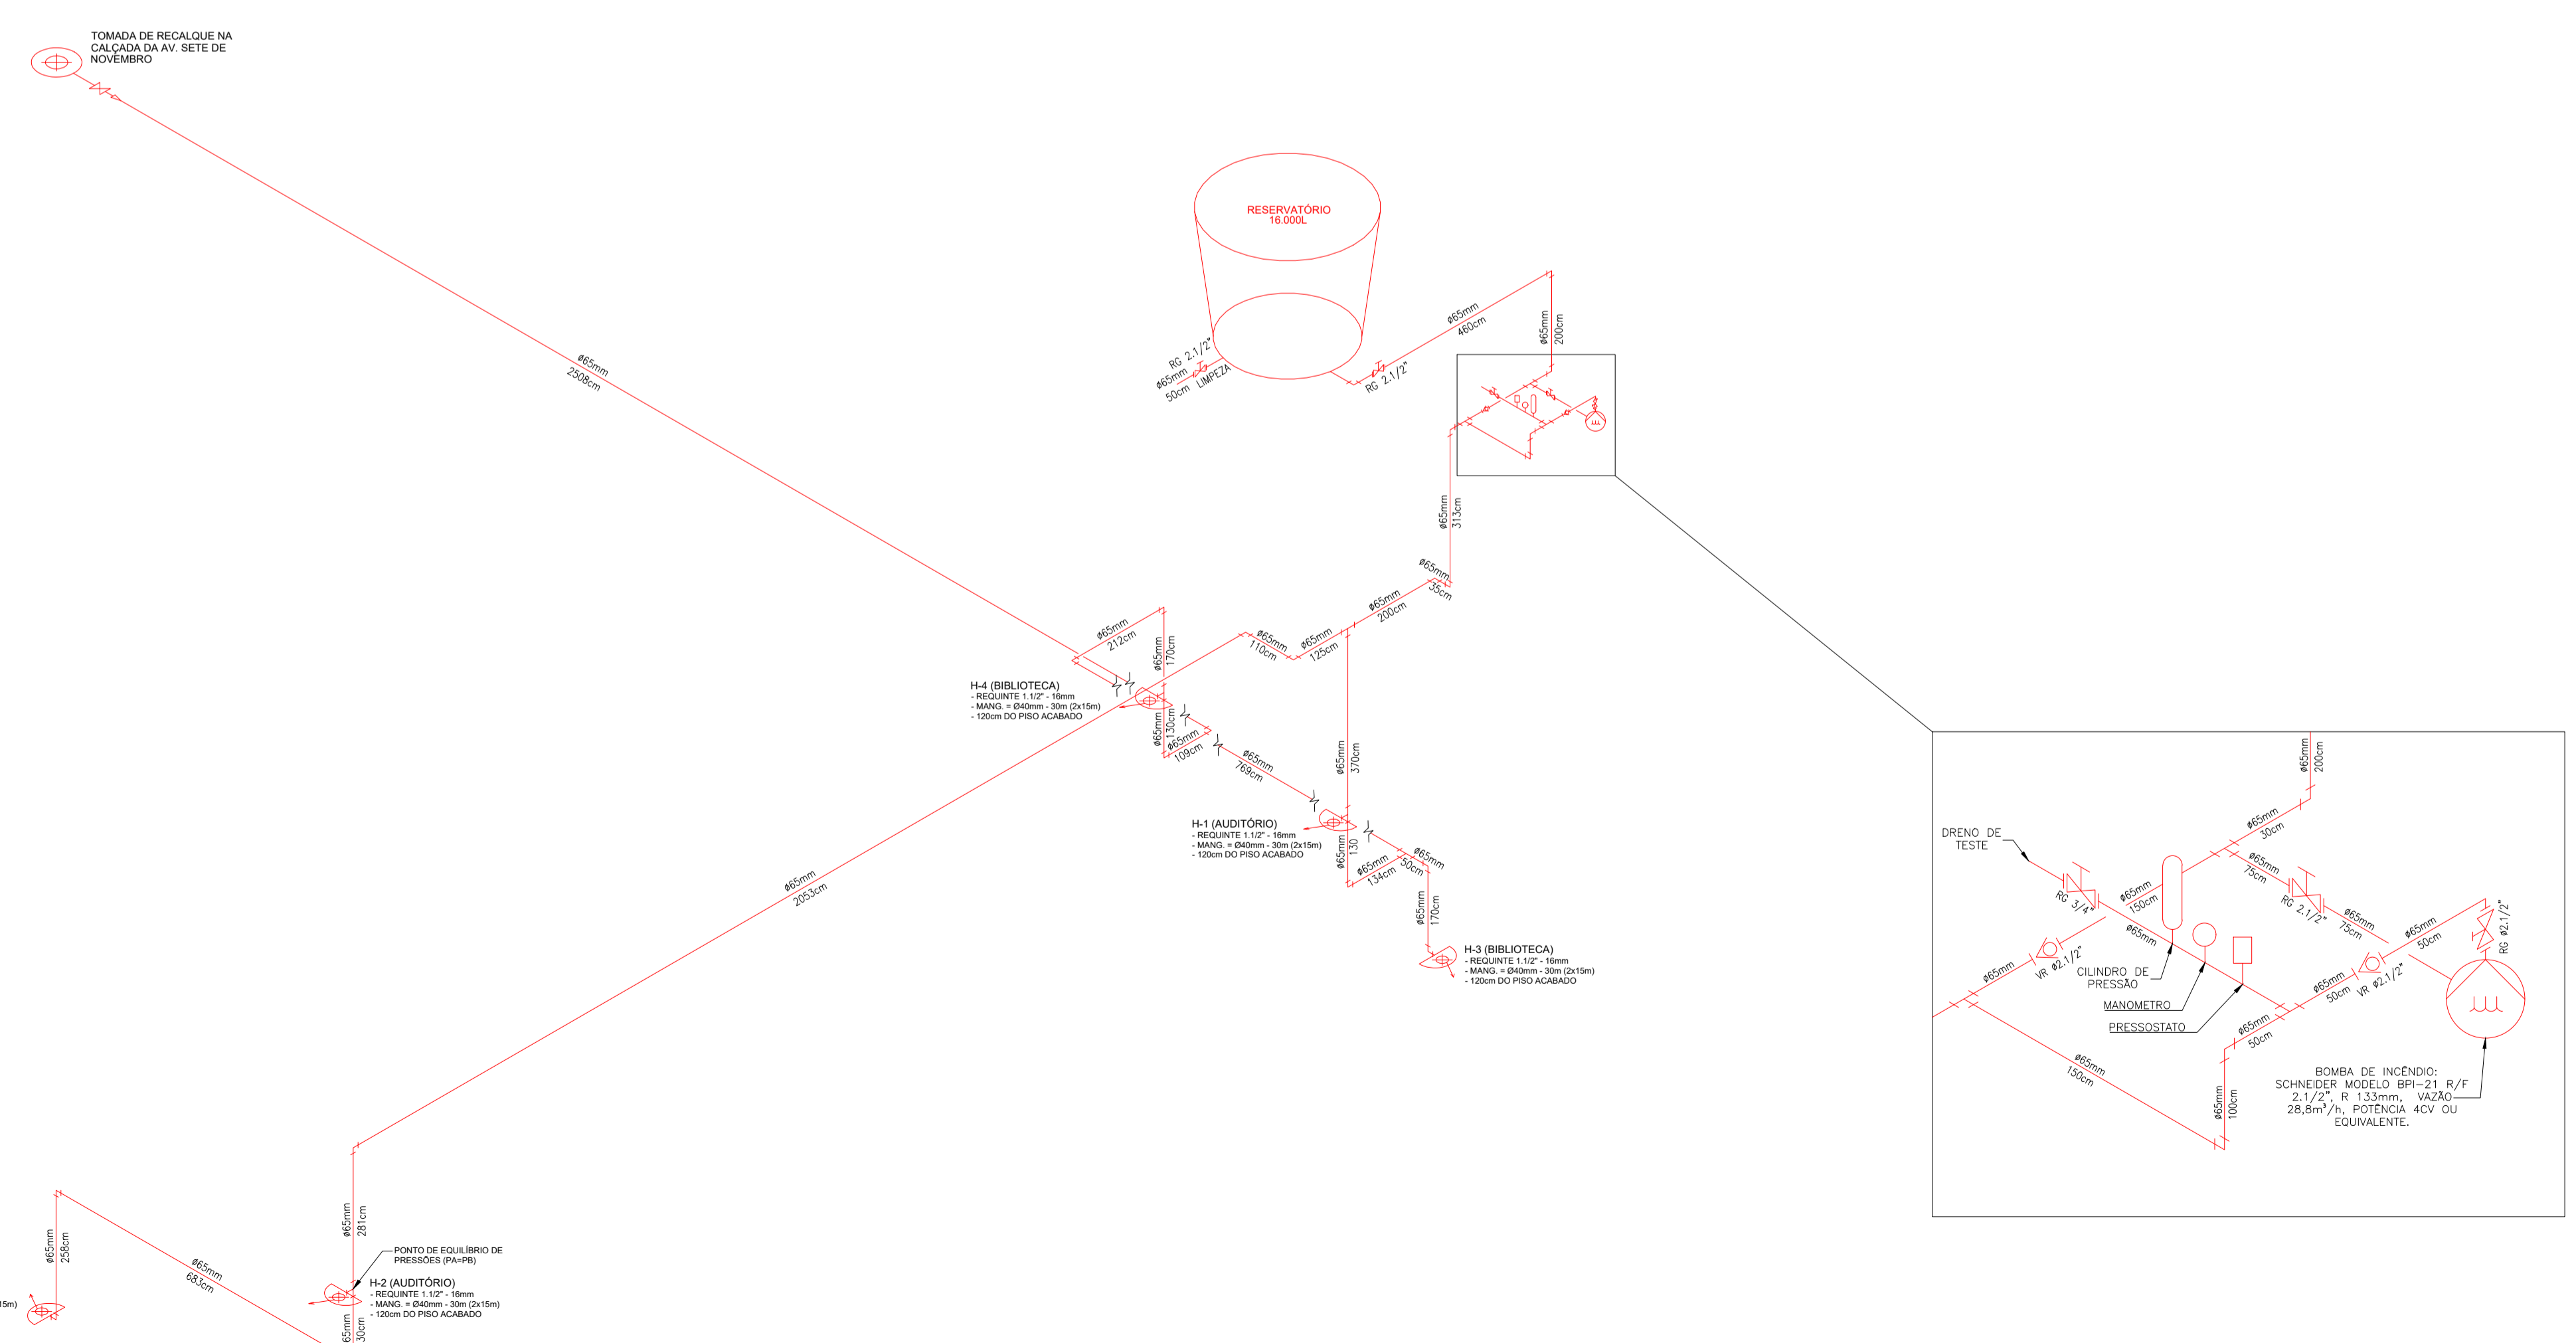 TOMADA DE RECALQUE NA
CALÇADA DA AV. SETE DE
NOVEMBRO
RESERVATÓRIO
16.000L
ø65mm
460cm
ø65mm
200cm
RG 2.1/2"
ø65mm
50cm LIMPEZA
RG 2.1/2"
ø65mm
2508cm
ø65mm
313cm
ø65mm
35cm
ø65mm
200cm
ø65mm
125cm
ø65mm
110cm
ø65mm
212cm
ø65mm
170cm
H-4 (BIBLIOTECA)
- REQUINTE 1.1/2" - 16mm
- MANG. = Ø40mm - 30m (2x15m)
- 120cm DO PISO ACABADO
ø65mm
130cm
ø65mm
109cm
ø65mm
769cm
ø65mm
370cm
H-1 (AUDITÓRIO)
- REQUINTE 1.1/2" - 16mm
- MANG. = Ø40mm - 30m (2x15m)
- 120cm DO PISO ACABADO
ø65mm
130
ø65mm
134cm
ø65mm
50cm
ø65mm
170cm
H-3 (BIBLIOTECA)
- REQUINTE 1.1/2" - 16mm
- MANG. = Ø40mm - 30m (2x15m)
- 120cm DO PISO ACABADO
ø65mm
2053cm
ø65mm
200cm
ø65mm
30cm
DRENO DE
TESTE
RG 3/4"
ø65mm
150cm
ø65mm
75cm
RG 2.1/2"
ø65mm
75cm
ø65mm
50cm
RG ø2.1/2"
ø65mm
VR ø2.1/2"
ø65mm
CILINDRO DE
PRESSÃO
MANOMETRO
PRESSOSTATO
ø65mm
50cm
VR ø2.1/2"
ø65mm
50cm
ø65mm
150cm
ø65mm
100cm
BOMBA DE INCÊNDIO:
SCHNEIDER MODELO BPI-21 R/F
2.1/2", R 133mm, VAZÃO
28,8m³/h, POTÊNCIA 4CV OU
EQUIVALENTE.
ø65mm
281cm
ø65mm
258cm
ø65mm
683cm
PONTO DE EQUILÍBRIO DE
PRESSÕES (PA=PB)
H-2 (AUDITÓRIO)
- REQUINTE 1.1/2" - 16mm
- MANG. = Ø40mm - 30m (2x15m)
- 120cm DO PISO ACABADO
15m)
65mm
30cm